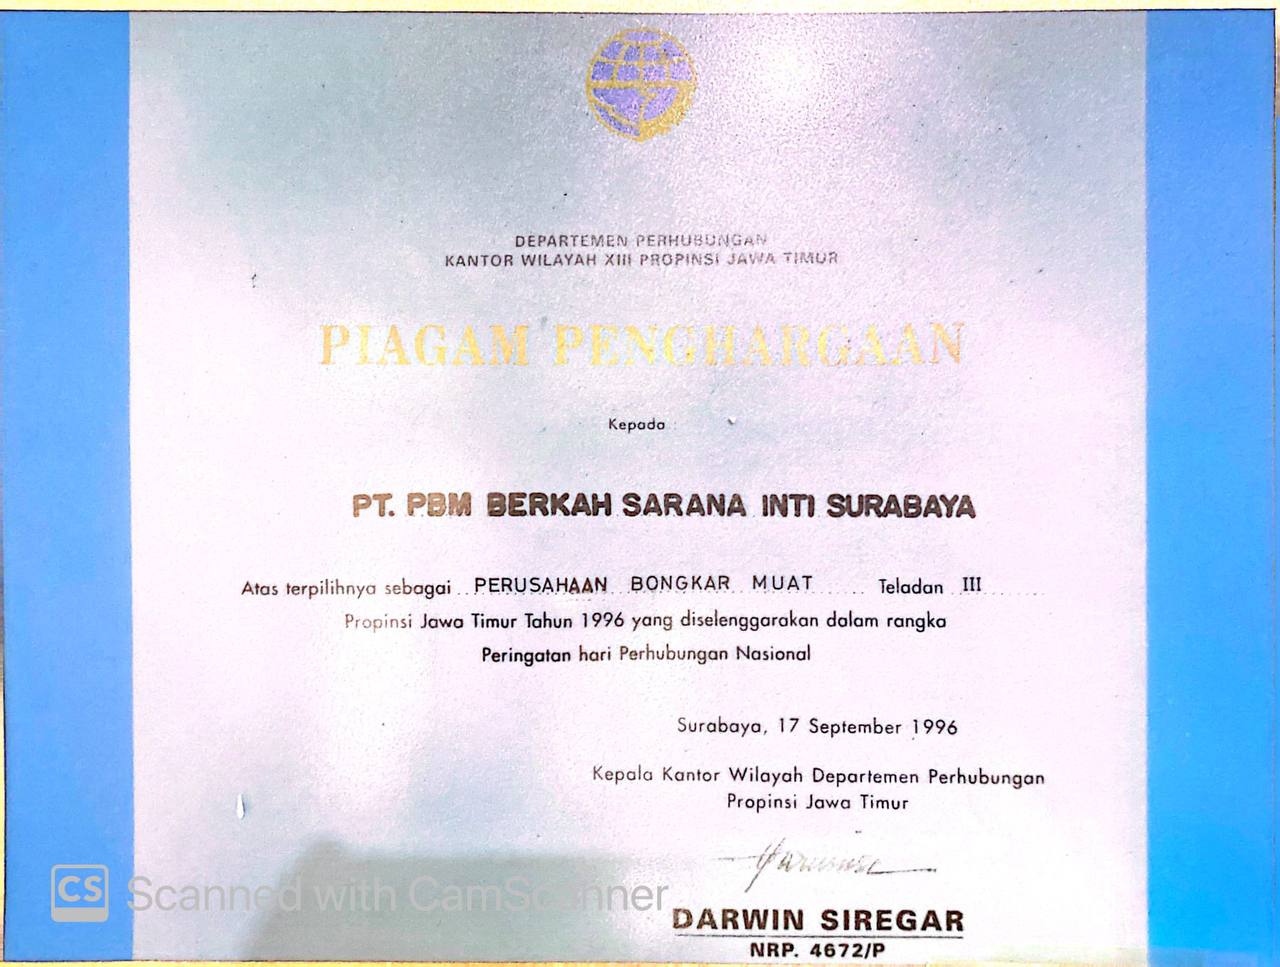 DEPARTEMEN PERHUBUNGAN
KANTOR WILAYAH XIII PROPINSI JAWA TIMUR
PIAGAM PENGHARGAAN
Kepada :
PT. PBM BERKAH SARANA INTI SURABAYA
Atas terpilihnya sebagai PERUSAHAAN BONGKAR MUAT Teladan III
Propinsi Jawa Timur Tahun 1996 yang diselenggarakan dalam rangka
Peringatan hari Perhubungan Nasional
Surabaya, 17 September 1996
Kepala Kantor Wilayah Departemen Perhubungan
Propinsi Jawa Timur
DARWIN SIREGAR
NRP. 4672/P
CS Scanned with CamScanner